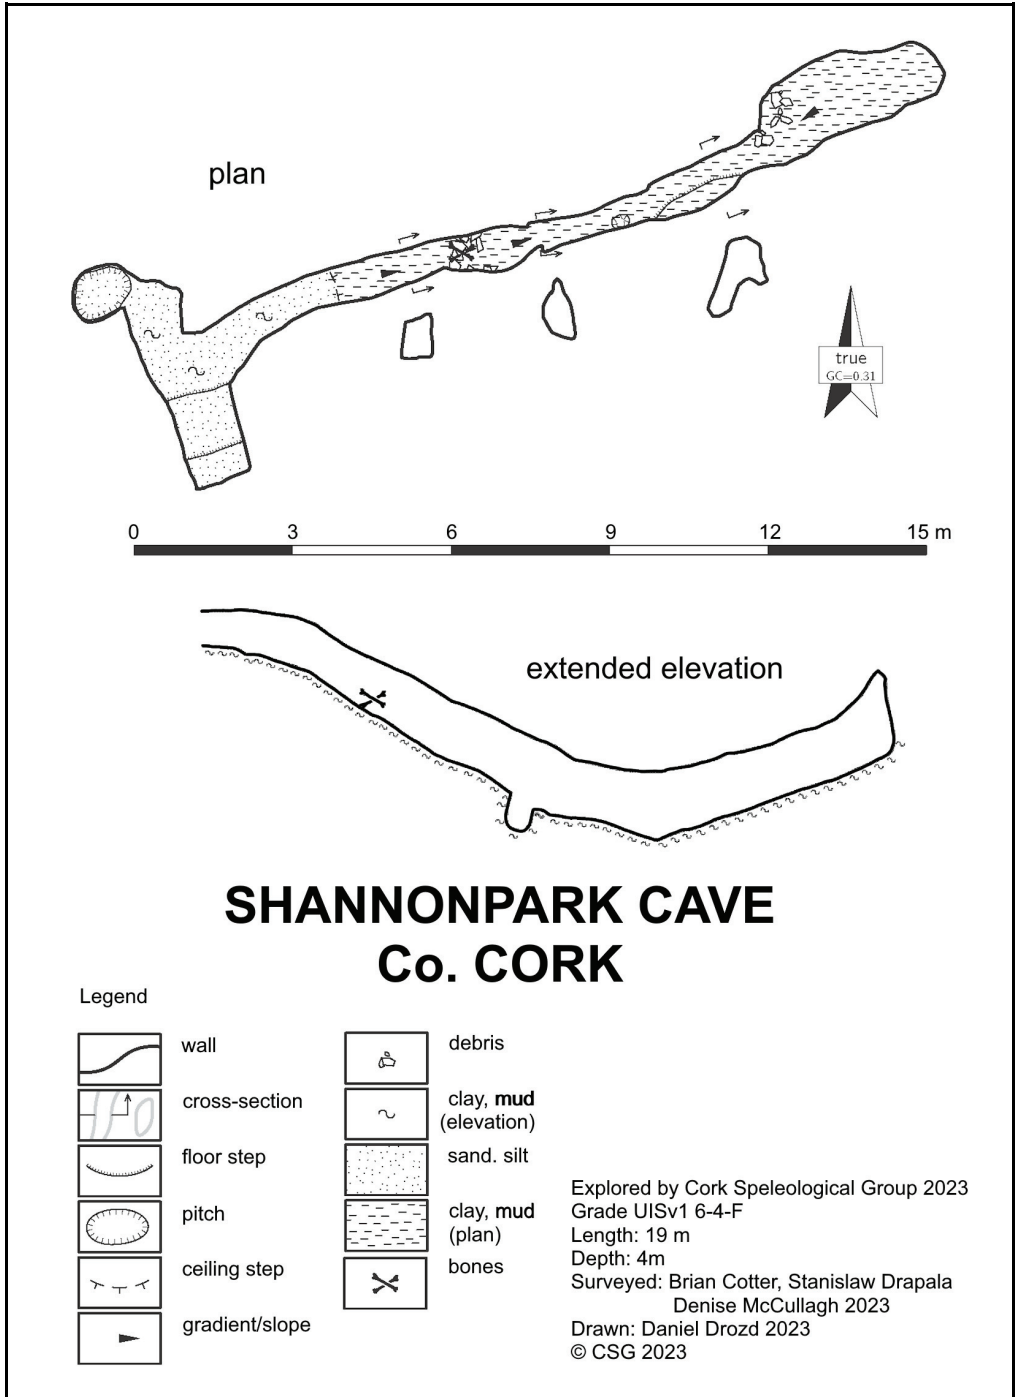 plan
true
GC=0.31
0 3 6 9 12 15 m
extended elevation
SHANNONPARK CAVE
Co. CORK
Legend
wall
cross-section
floor step
pitch
ceiling step
gradient/slope
debris
clay, mud
(elevation)
sand. silt
clay, mud
(plan)
bones
Explored by Cork Speleological Group 2023
Grade UISv1 6-4-F
Length: 19 m
Depth: 4m
Surveyed: Brian Cotter, Stanislaw Drapala
Denise McCullagh 2023
Drawn: Daniel Drozd 2023
© CSG 2023